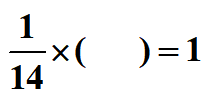 1/14 × (   ) = 1